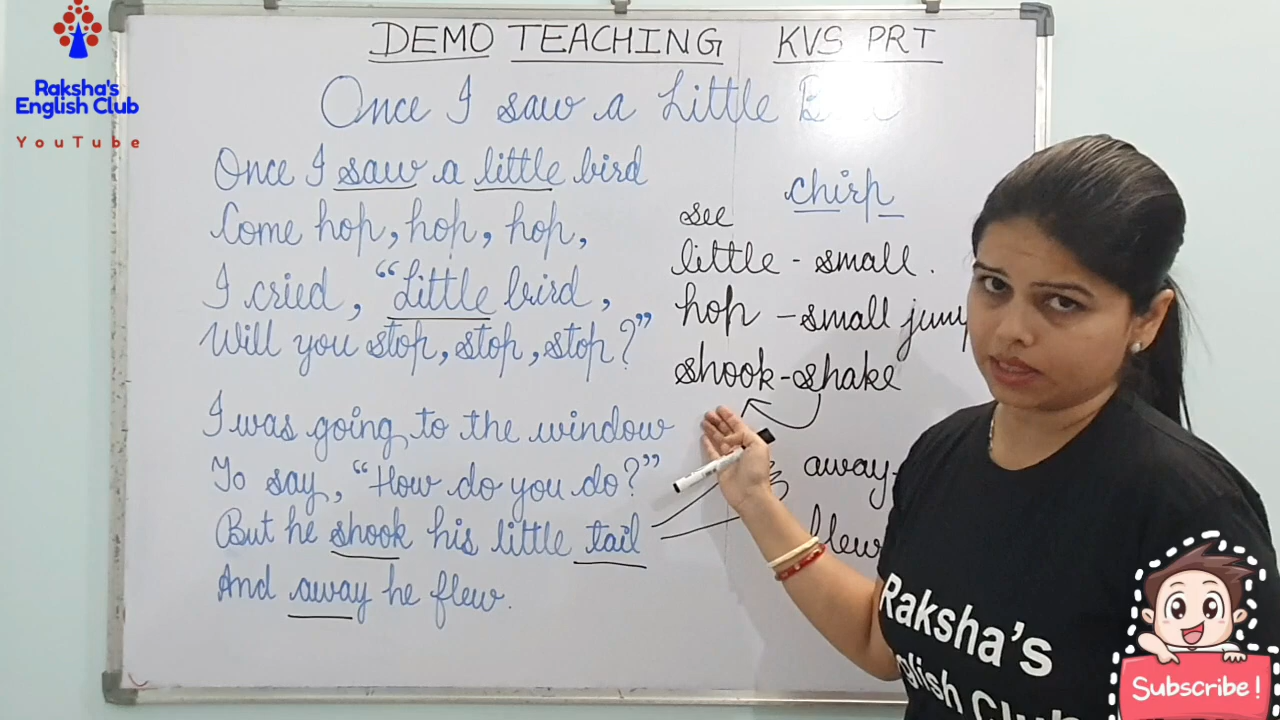 Raksha's
English Club
YouTube
DEMO TEACHING KVS PRT
Once I saw a Little
Once I saw a little bird
Come hop, hop, hop,
I cried, "Little bird,
Will you stop, stop, stop?"
I was going to the window
To say, "How do you do?"
But he shook his little tail
And away he flew.
chirp
see
little - small.
hop - small jump
shook - shake
away-
flew
Raksha's
English Club
Subscribe!